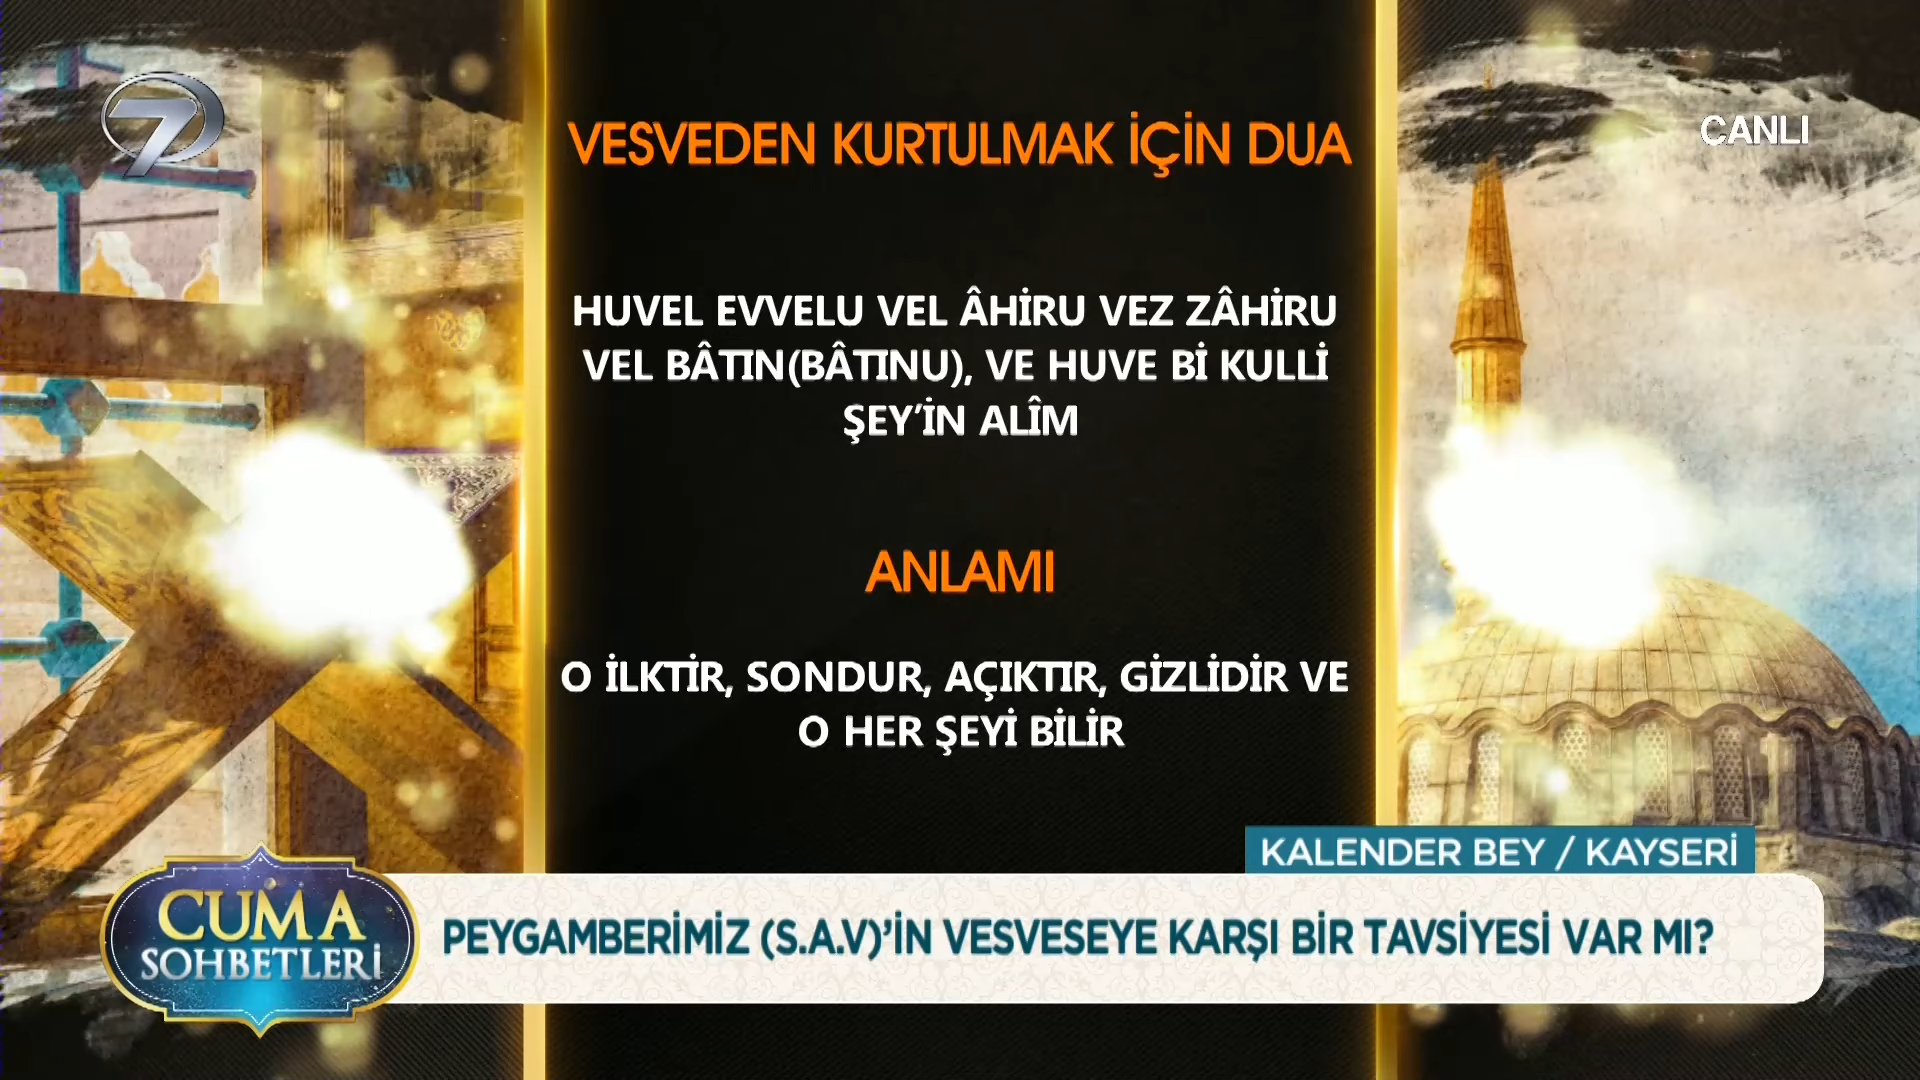 7
CANLI
VESVEDEN KURTULMAK İÇİN DUA
HUVEL EVVELU VEL ÂHİRU VEZ ZÂHİRU
VEL BÂTIN(BÂTINU), VE HUVE Bİ KULLİ
ŞEY’İN ALÎM
ANLAMI
O İLKTİR, SONDUR, AÇIKTIR, GİZLİDİR VE
O HER ŞEYİ BİLİR
KALENDER BEY / KAYSERİ
CUMA
SOHBETLERİ
PEYGAMBERİMİZ (S.A.V)’İN VESVESEYE KARŞI BİR TAVSİYESİ VAR MI?